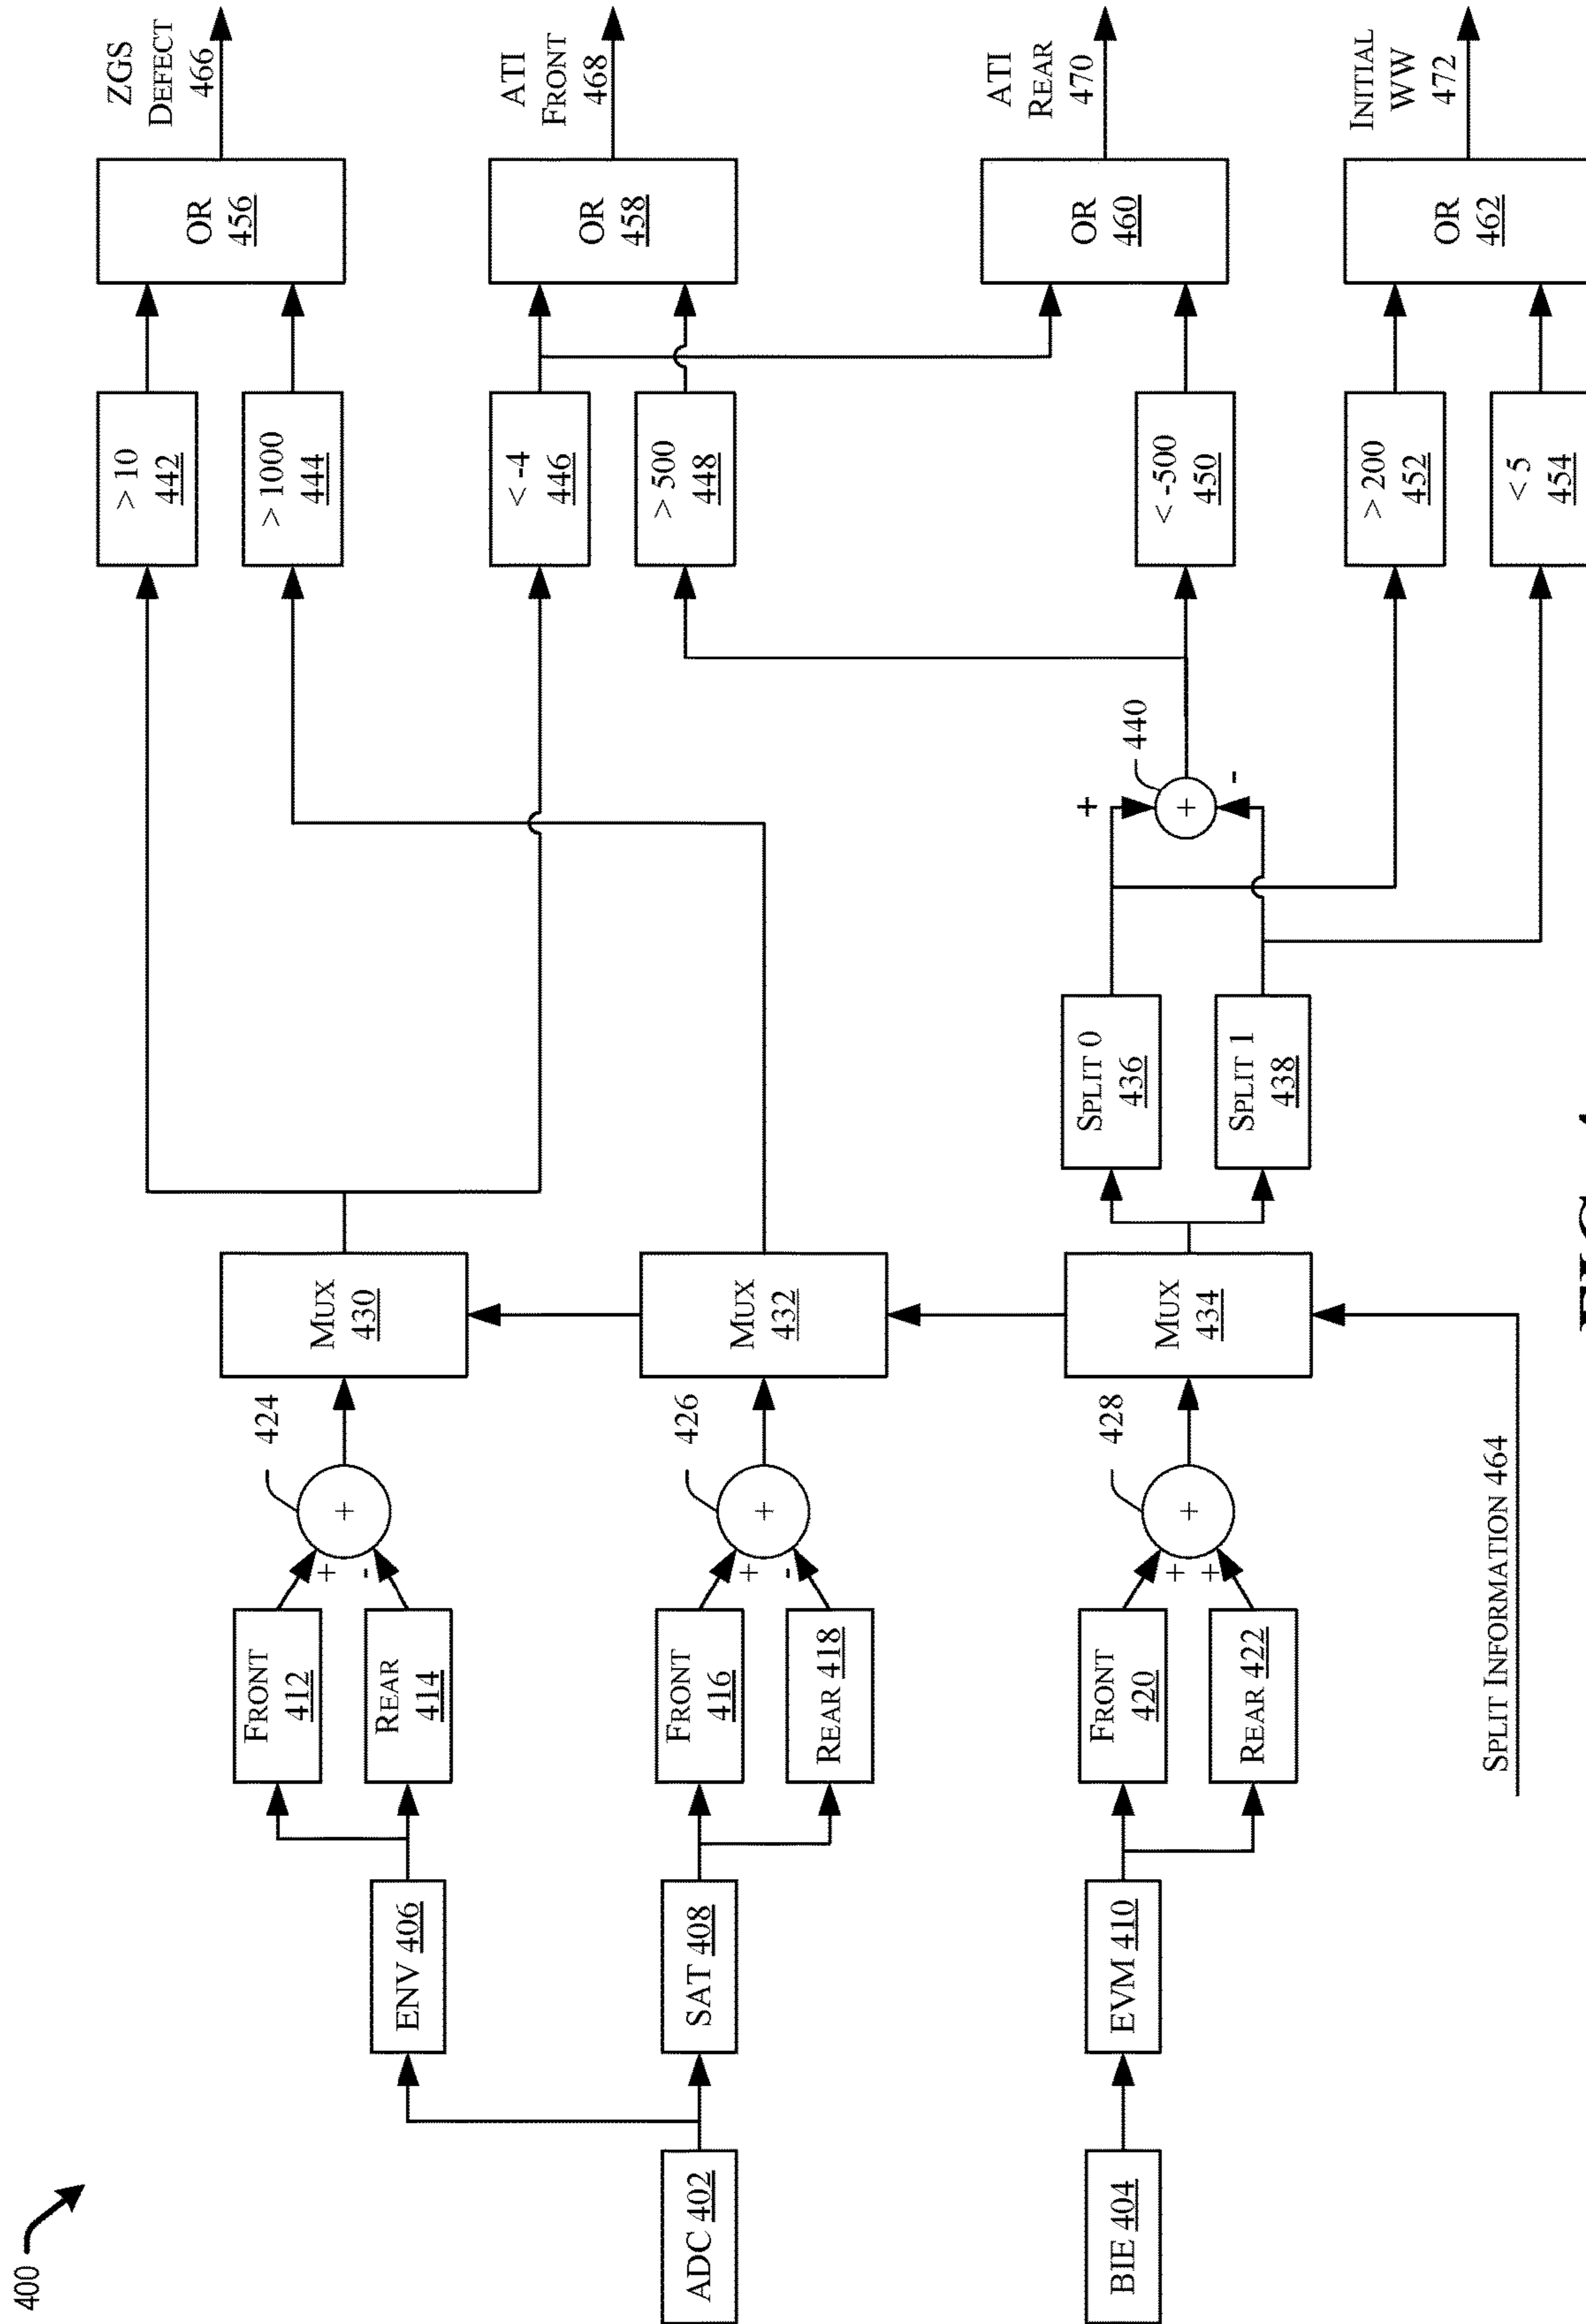 400
ADC 402
BIE 404
ENV 406
SAT 408
EVM 410
FRONT
412
REAR
414
FRONT
416
REAR 418
FRONT
420
REAR 422
+
-
+
424
+
-
+
426
+
+
+
428
MUX
430
MUX
432
MUX
434
SPLIT INFORMATION 464
SPLIT 0
436
SPLIT 1
438
+
-
+
440
> 10
442
> 1000
444
< -4
446
> 500
448
< -500
450
> 200
452
< 5
454
OR
456
OR
458
OR
460
OR
462
ZGS
DEFECT
466
ATI
FRONT
468
ATI
REAR
470
INITIAL
WW
472